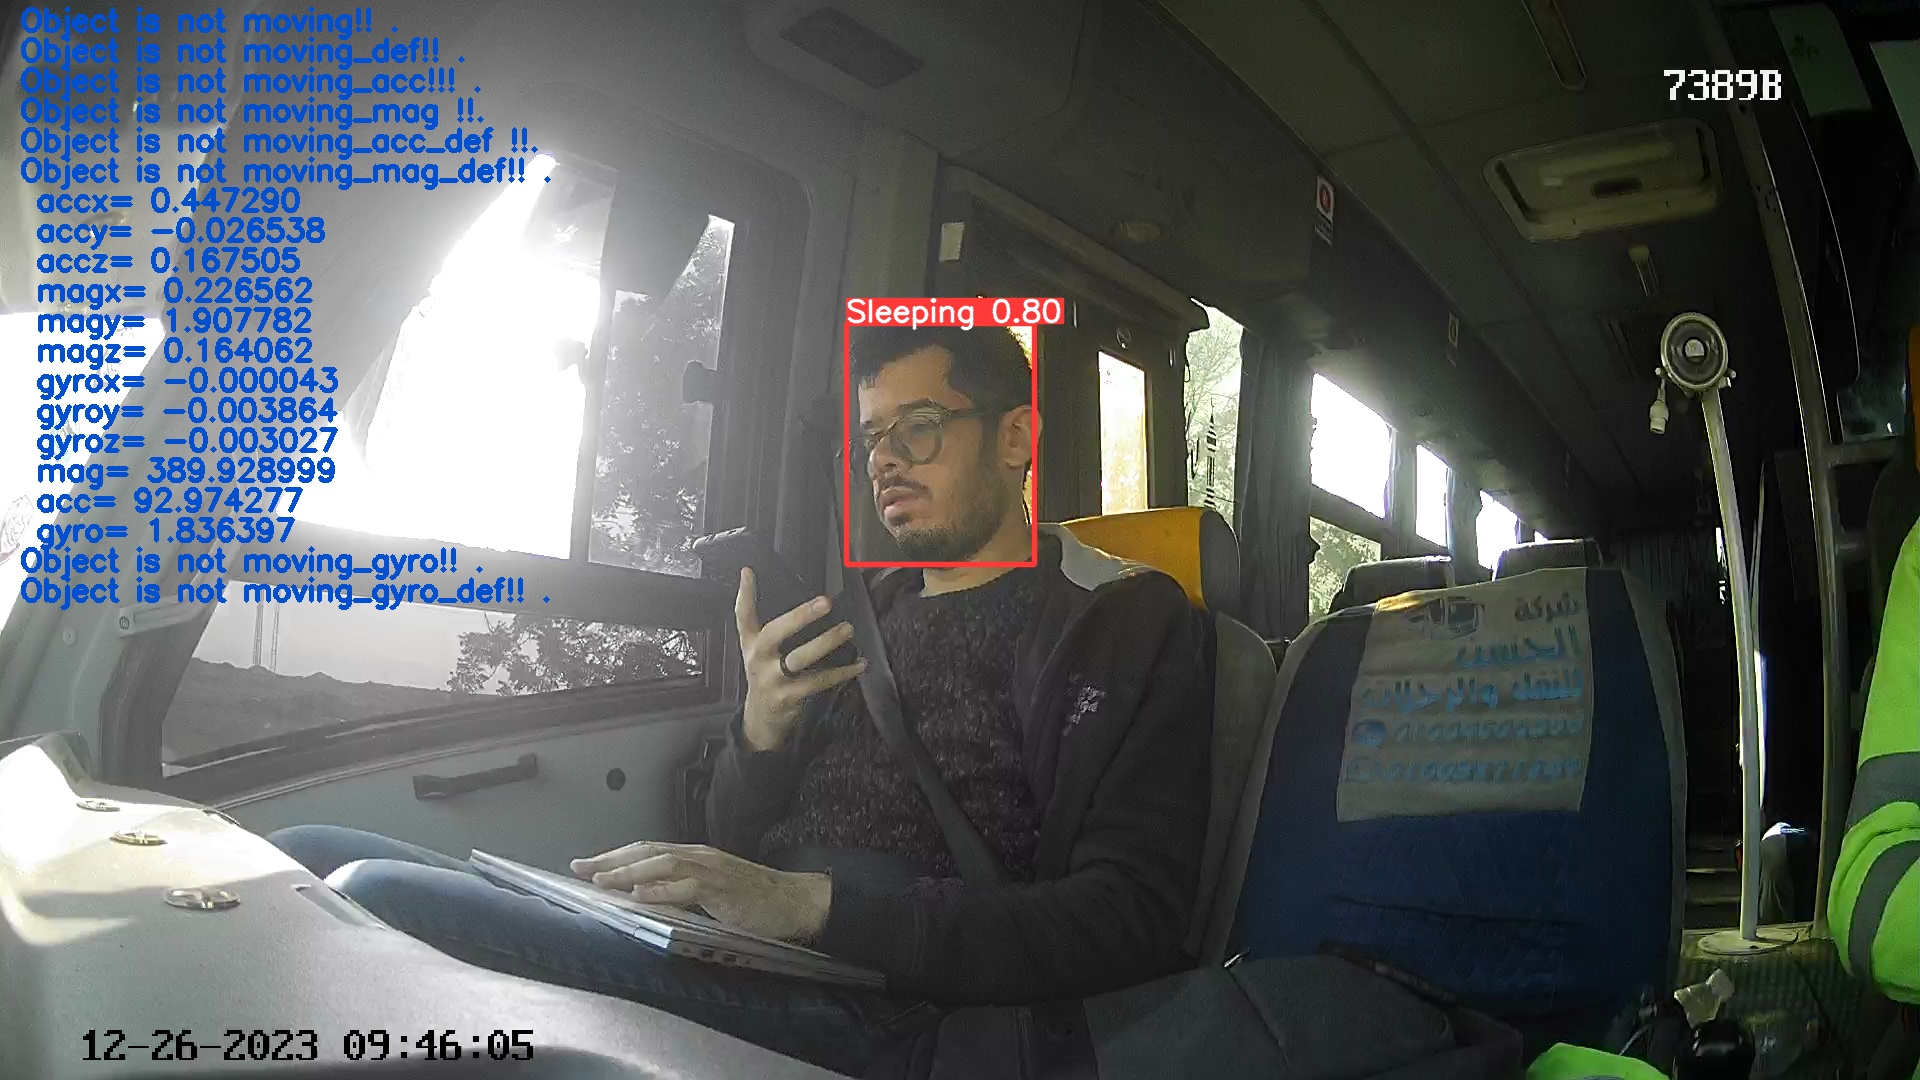 Object is not moving!! .
Object is not moving_def!! .
Object is not moving_acc!!! .
Object is not moving_mag !!.
Object is not moving_acc_def !!.
Object is not moving_mag_def!! .
accx= 0.447290
accy= -0.026538
accz= 0.167505
magx= 0.226562
magy= 1.907782
magz= 0.164062
gyrox= -0.000043
gyroy= -0.003864
gyroz= -0.003027
mag= 389.928999
acc= 92.974277
gyro= 1.836397
Object is not moving_gyro!! .
Object is not moving_gyro_def!! .
7389B
Sleeping 0.80
شركة
الحسين
للنقل والرحلات
12-26-2023 09:46:05